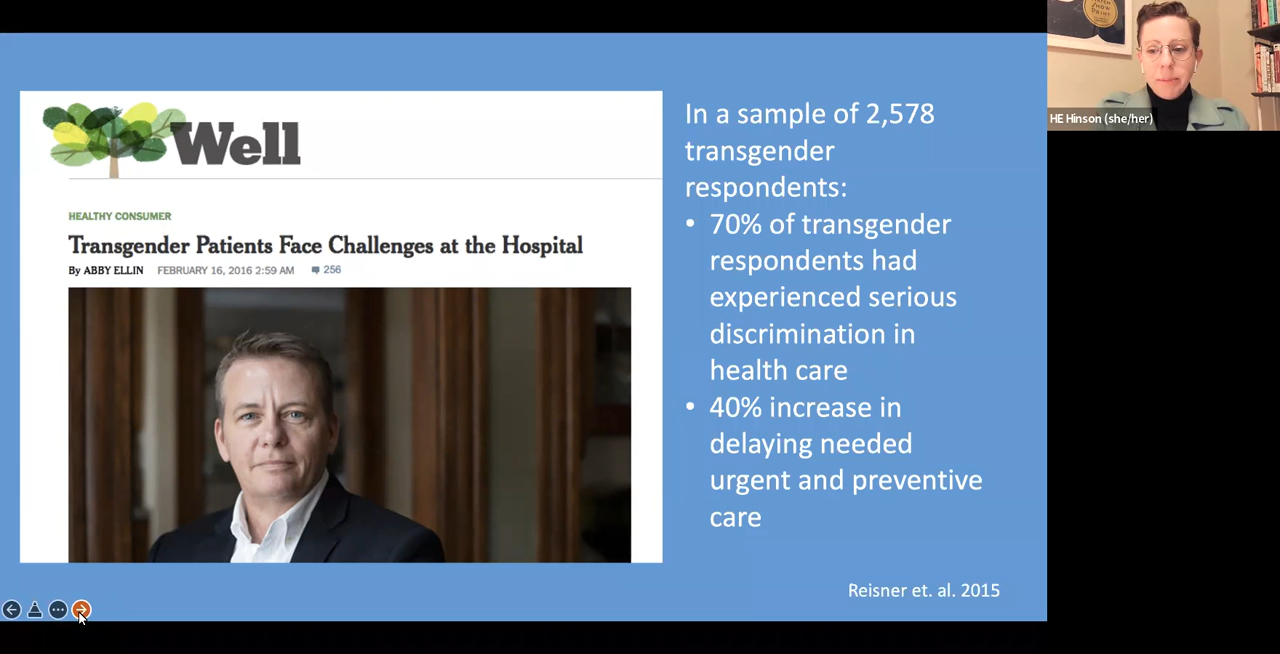 Well
HEALTHY CONSUMER
Transgender Patients Face Challenges at the Hospital
By ABBY ELLIN FEBRUARY 16, 2016 2:59 AM 256
In a sample of 2,578
transgender
respondents:
• 70% of transgender
respondents had
experienced serious
discrimination in
health care
• 40% increase in
delaying needed
urgent and preventive
care
Reisner et. al. 2015
HE Hinson (she/her)